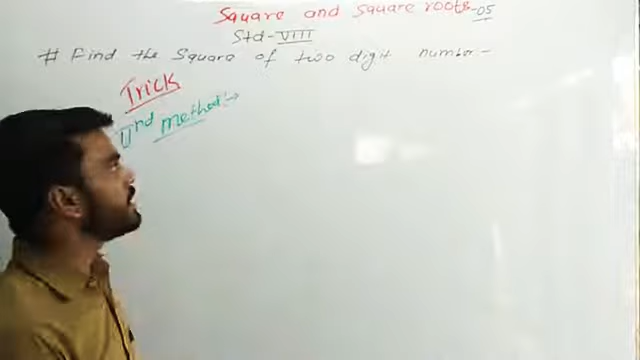 Square and Square roots-05
Std-VIII
# Find the Square of two digit number-
Trick
IInd method:→